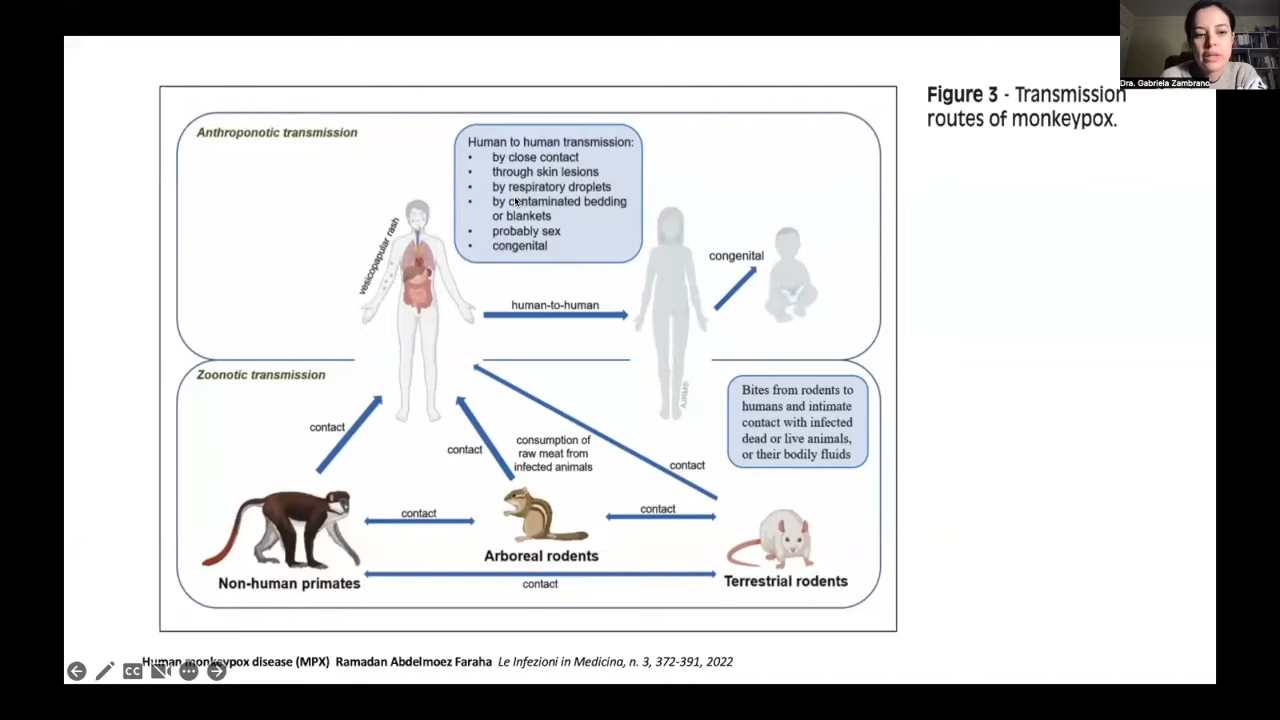 Dra. Gabriela Zambrano
Figure 3 - Transmission
routes of monkeypox.
Anthroponotic transmission
Human to human transmission:
• by close contact
• through skin lesions
• by respiratory droplets
• by contaminated bedding
or blankets
• probably sex
• congenital
vesicopapular rash
congenital
human-to-human
Zoonotic transmission
AJRMS
Bites from rodents to
humans and intimate
contact with infected
dead or live animals,
or their bodily fluids
contact
contact
consumption of
raw meat from
infected animals
contact
contact
contact
Arboreal rodents
Non-human primates
contact
Terrestrial rodents
Human monkeypox disease (MPX) Ramadan Abdelmoez Faraha Le Infezioni in Medicina, n. 3, 372-391, 2022
CC